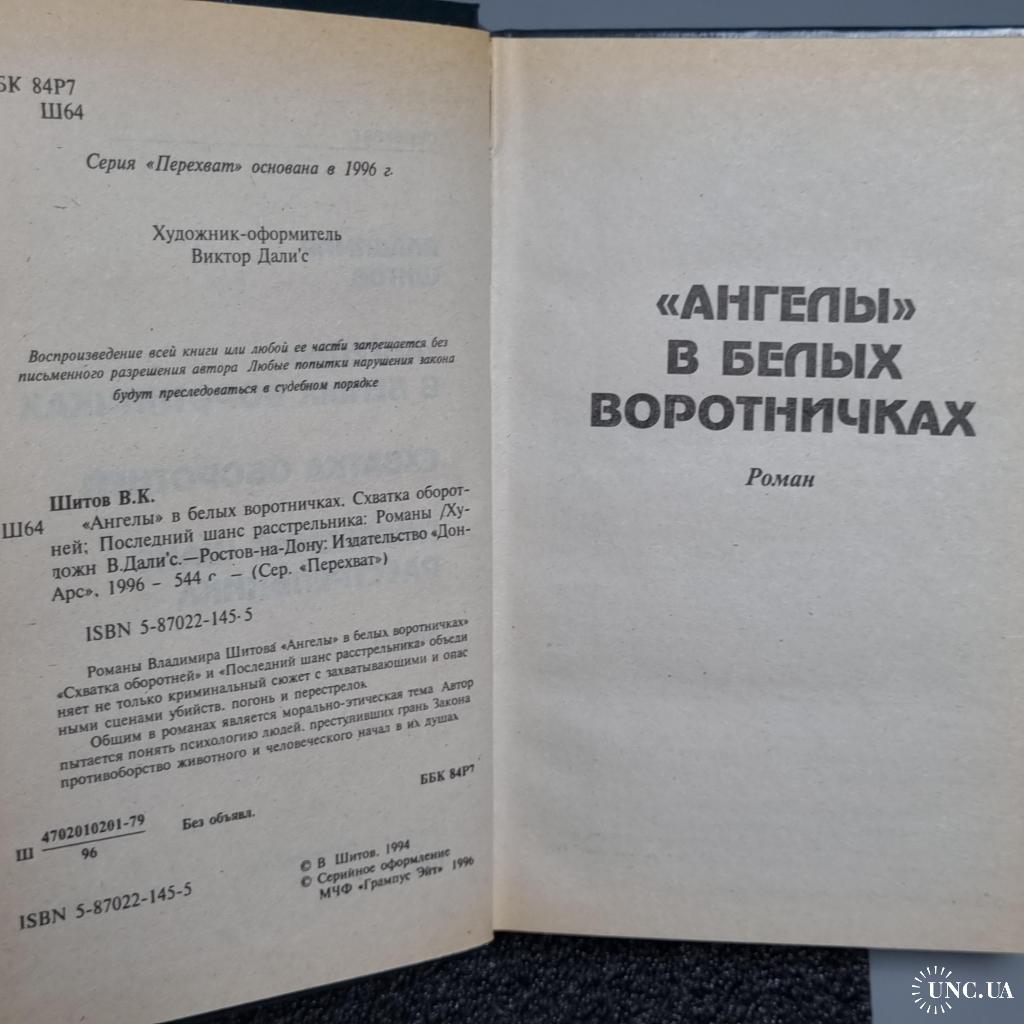 БК 84Р7
Ш64
Серия «Перехват» основана в 1996 г.
Художник-оформитель
Виктор Дали'с
Воспроизведение всей книги или любой ее части запрещается без
письменного разрешения автора Любые попытки нарушения закона
будут преследоваться в судебном порядке
Шитов В.К.
Ш64 «Ангелы» в белых воротничках. Схватка оборот-
ней; Последний шанс расстрельника: Романы /Ху-
ложн В.Дали'с.—Ростов-на-Дону: Издательство «Дон-
Арс», 1996 – 544 с – (Сер. «Перехват»)
ISBN 5-87022-145-5
Романы Владимира Шитова «Ангелы» в белых воротничках»
«Схватка оборотней» и «Последний шанс расстрельника» объеди
няет не только криминальный сюжет с захватывающими и опас
ными сценами убийств, погонь и перестрелок
Общим в романах является морально-этическая тема Автор
пытается понять психологию людей, преступивших грань Закона
противоборство животного и человеческого начал в их душах
ББК 84Р7
Ш 4702010201-79 Без объявл.
96
© В Шитов, 1994
© Серийное оформление
МЧФ «Грампус Эйт» 1996
ISBN 5-87022-145-5
«АНГЕЛЫ»
В БЕЛЫХ
ВОРОТНИЧКАХ
Роман
UNC.UA